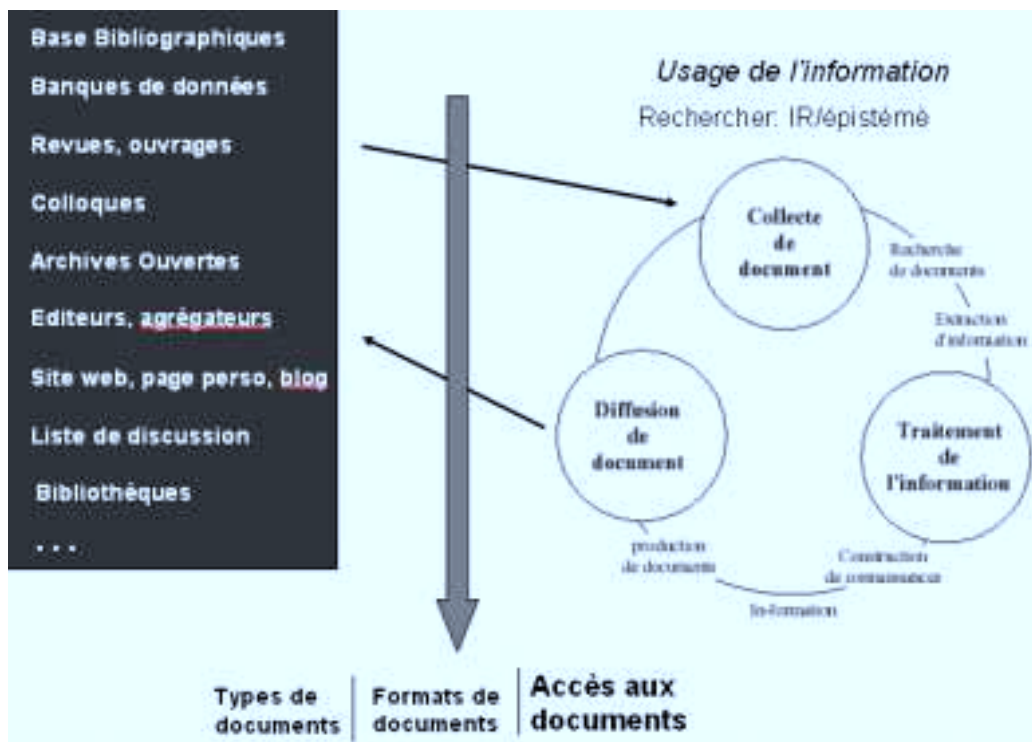 Base Bibliographiques
Banques de données
Revues, ouvrages
Colloques
Archives Ouvertes
Editeurs, agrégateurs
Site web, page perso, blog
Liste de discussion
Bibliothèques
...
Usage de l'information
Rechercher: IR/épistémè
Collecte
de
document
Recherche
de documents
Extraction
d'information
Traitement
de
l'information
Construction
de connaissances
In-formation
production
de documents
Diffusion
de
document
Types de
documents
Formats de
documents
Accès aux
documents